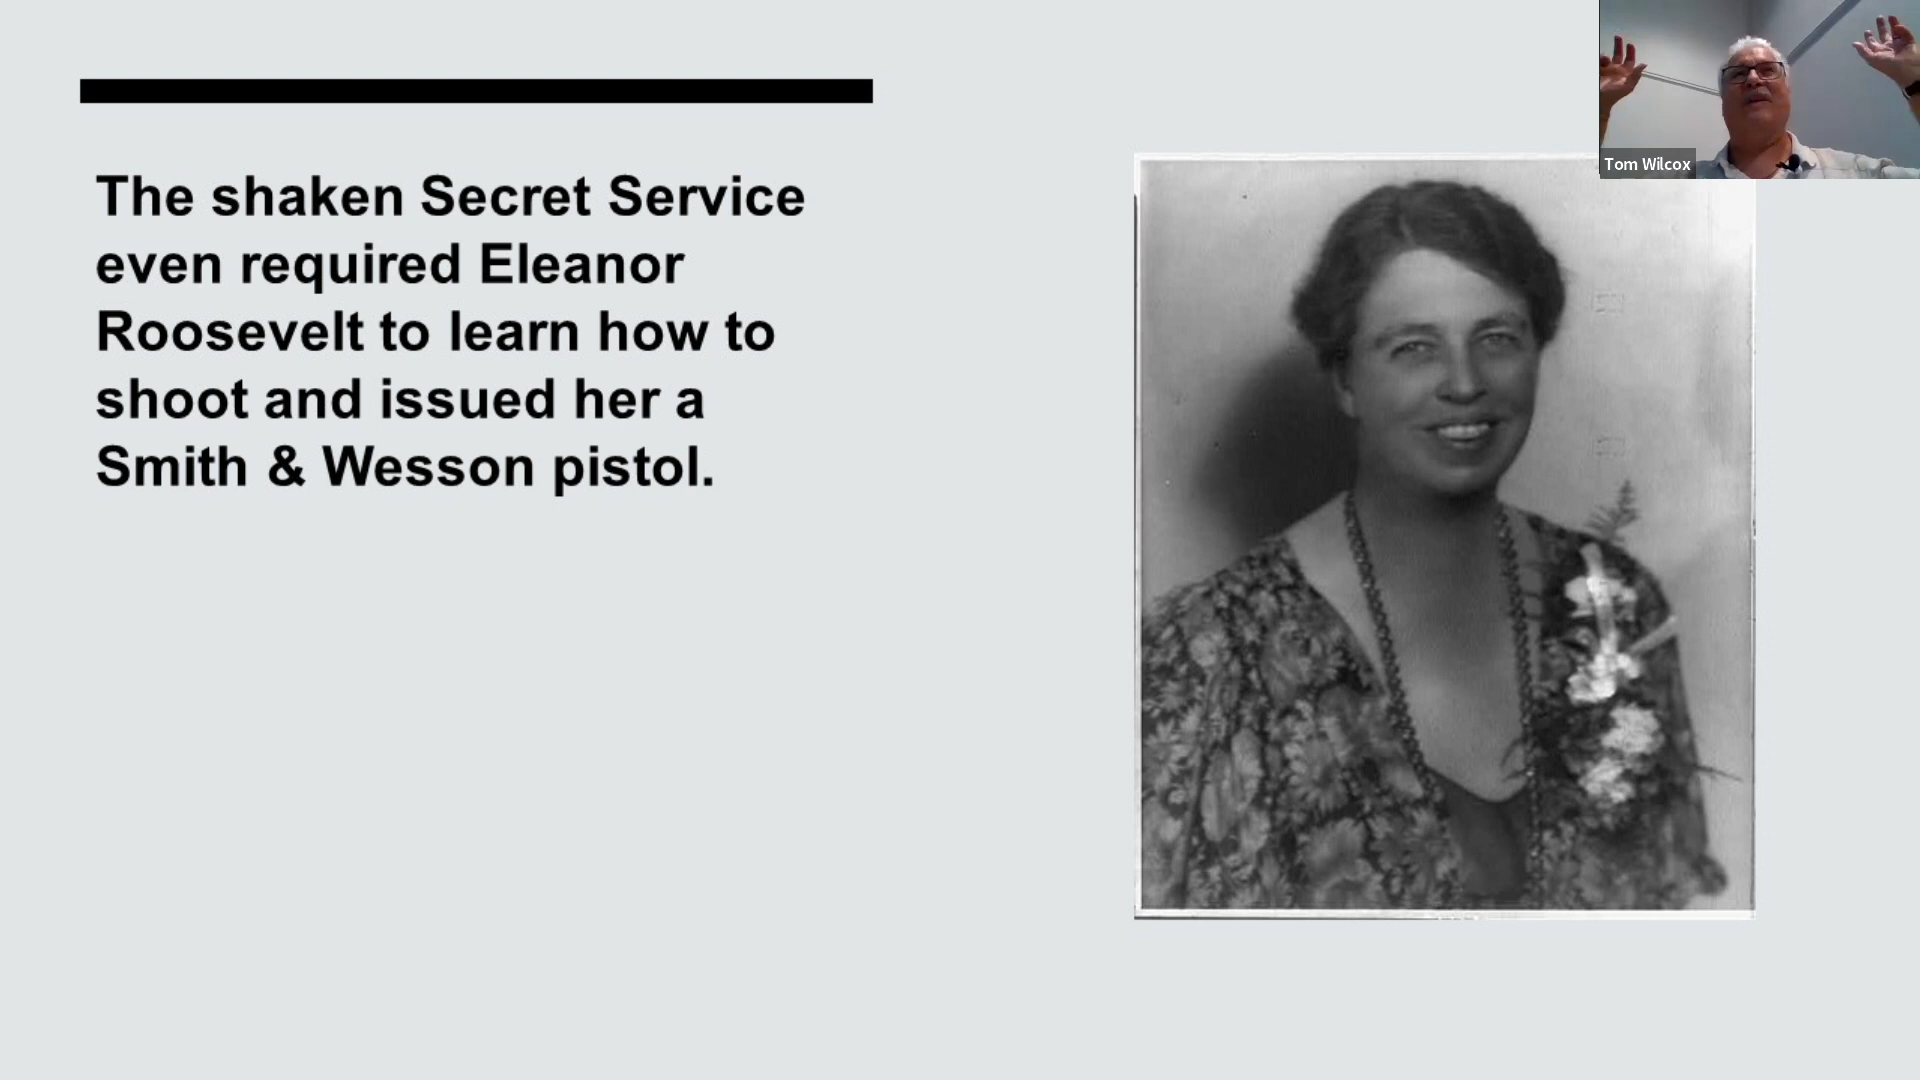 The shaken Secret Service
even required Eleanor
Roosevelt to learn how to
shoot and issued her a
Smith & Wesson pistol.
Tom Wilcox